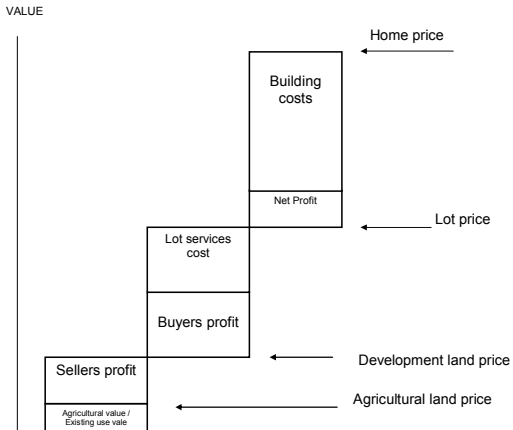 VALUE
Home price
Building
costs
Net Profit
Lot price
Lot services
cost
Buyers profit
Development land price
Sellers profit
Agricultural land price
Agricultural value /
Existing use vale